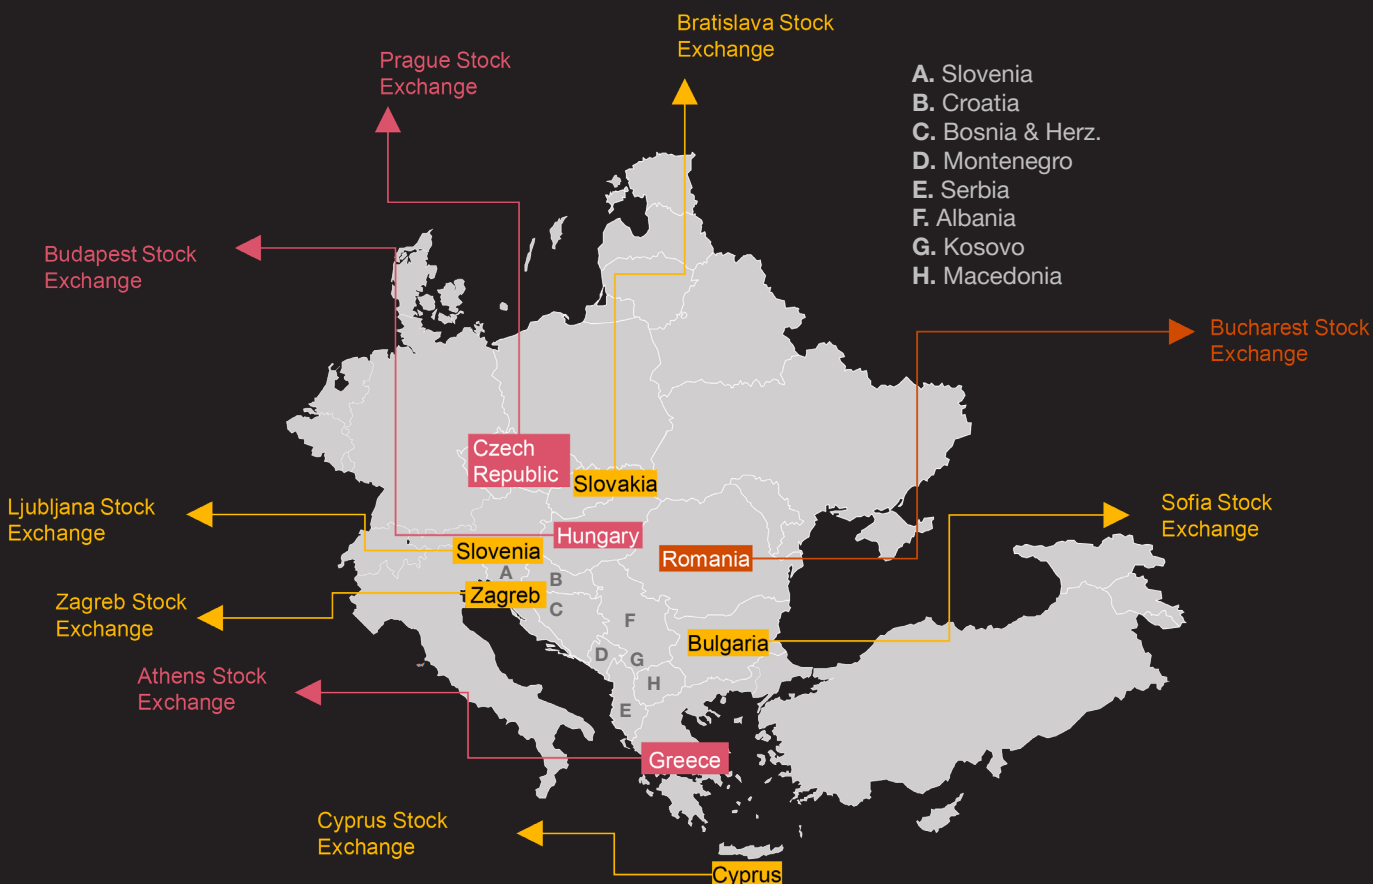 Bratislava Stock
Exchange
Prague Stock
Exchange
A. Slovenia
B. Croatia
C. Bosnia & Herz.
D. Montenegro
E. Serbia
F. Albania
G. Kosovo
H. Macedonia
Budapest Stock
Exchange
Bucharest Stock
Exchange
Czech
Republic
Slovakia
Ljubljana Stock
Exchange
Sofia Stock
Exchange
Hungary
Slovenia
Romania
A
B
Zagreb
C
Zagreb Stock
Exchange
F
Bulgaria
D
G
Athens Stock
Exchange
H
E
Greece
Cyprus Stock
Exchange
Cyprus